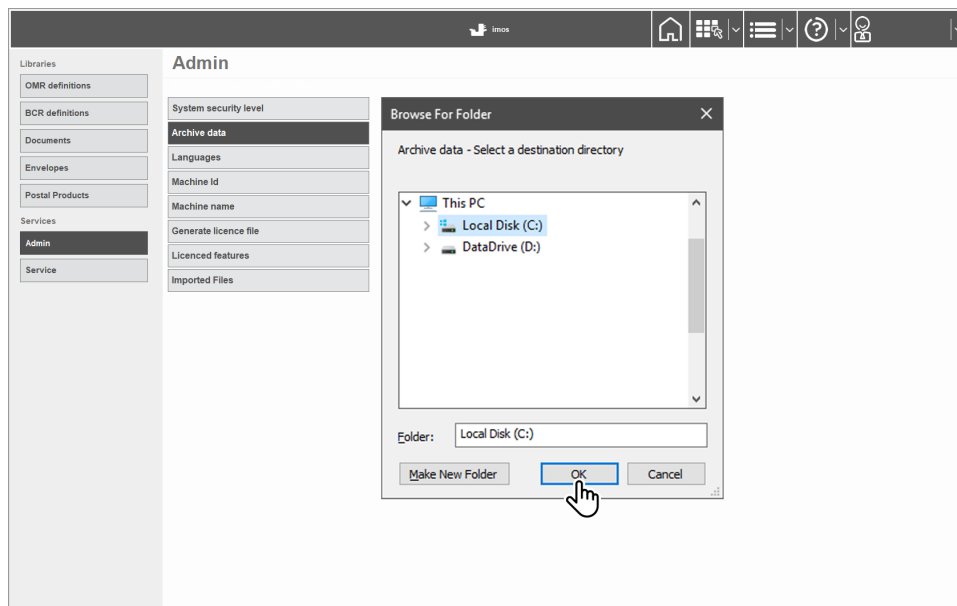 imos
Libraries
OMR definitions
BCR definitions
Documents
Envelopes
Postal Products
Services
Admin
Service
Admin
System security level
Archive data
Languages
Machine Id
Machine name
Generate licence file
Licenced features
Imported Files
Browse For Folder
Archive data - Select a destination directory
This PC
Local Disk (C:)
DataDrive (D:)
Folder: Local Disk (C:)
Make New Folder OK Cancel